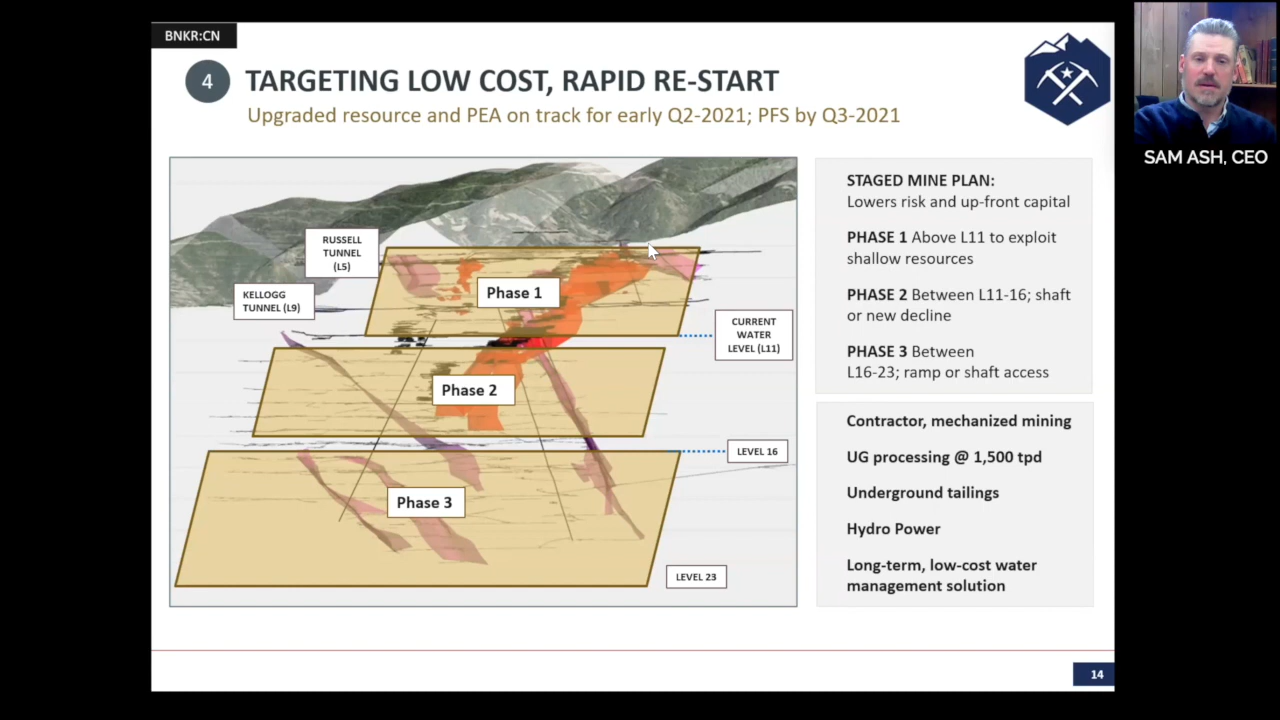 BNKR:CN
4
TARGETING LOW COST, RAPID RE-START
Upgraded resource and PEA on track for early Q2-2021; PFS by Q3-2021
SAM ASH, CEO
RUSSELL
TUNNEL
(L5)
KELLOGG
TUNNEL (L9)
Phase 1
CURRENT
WATER
LEVEL (L11)
Phase 2
LEVEL 16
Phase 3
LEVEL 23
STAGED MINE PLAN:
Lowers risk and up-front capital
PHASE 1 Above L11 to exploit
shallow resources
PHASE 2 Between L11-16; shaft
or new decline
PHASE 3 Between
L16-23; ramp or shaft access
Contractor, mechanized mining
UG processing @ 1,500 tpd
Underground tailings
Hydro Power
Long-term, low-cost water
management solution
14